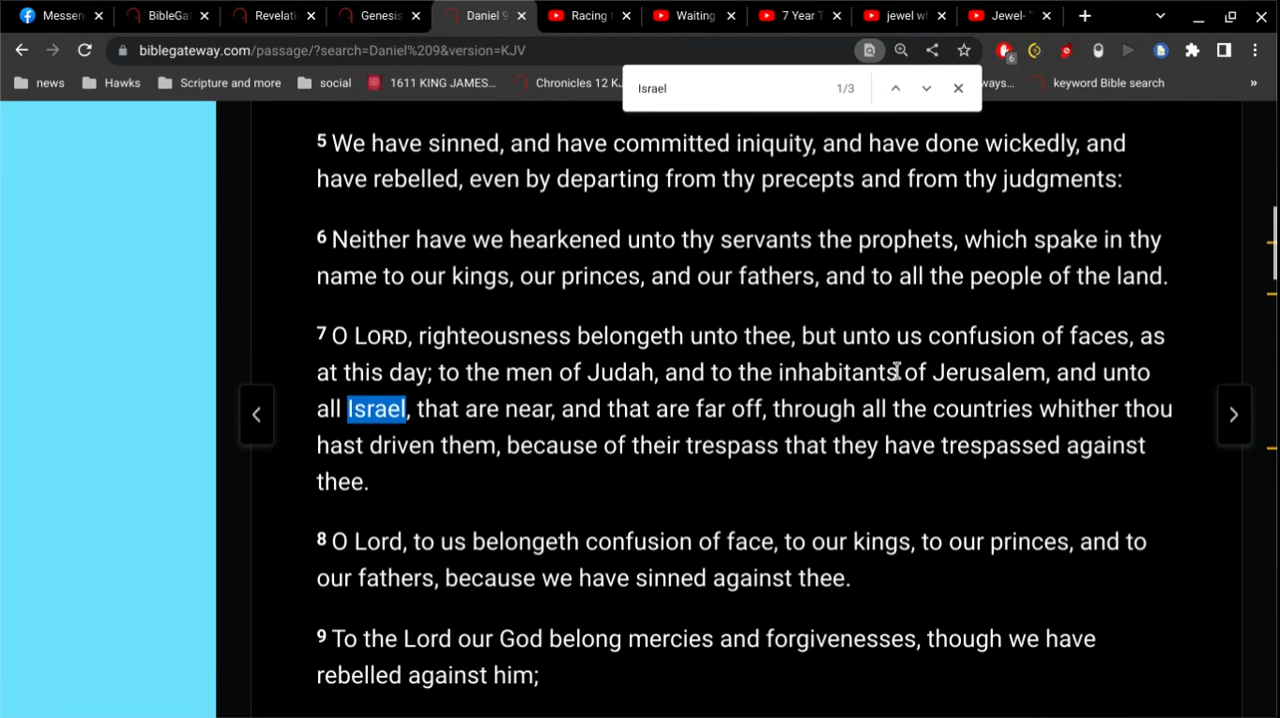 Messen
BibleGa
Revelati
Genesis
Daniel 9
Racing
Waiting
7 Year T
jewel w
Jewel-
biblegateway.com/passage/?search=Daniel%209&version=KJV
6
news
Hawks
Scripture and more
social
1611 KING JAMES...
Chronicles 12 K
ways...
keyword Bible search
Israel
1/3
5 We have sinned, and have committed iniquity, and have done wickedly, and
have rebelled, even by departing from thy precepts and from thy judgments:
6 Neither have we hearkened unto thy servants the prophets, which spake in thy
name to our kings, our princes, and our fathers, and to all the people of the land.
7 O LORD, righteousness belongeth unto thee, but unto us confusion of faces, as
at this day; to the men of Judah, and to the inhabitants of Jerusalem, and unto
all Israel, that are near, and that are far off, through all the countries whither thou
hast driven them, because of their trespass that they have trespassed against
thee.
8 O Lord, to us belongeth confusion of face, to our kings, to our princes, and to
our fathers, because we have sinned against thee.
9 To the Lord our God belong mercies and forgivenesses, though we have
rebelled against him;